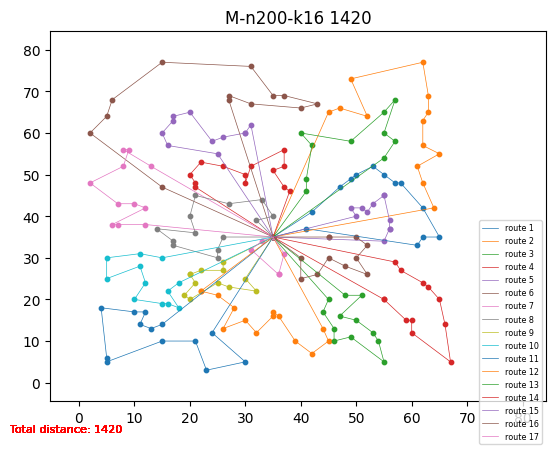 M-n200-k16 1420
80
70
60
50
40
30
20
10
0
0
10
20
30
40
50
60
70
80
route 1
route 2
route 3
route 4
route 5
route 6
route 7
route 8
route 9
route 10
route 11
route 12
route 13
route 14
route 15
route 16
route 17
Total distance: 1420